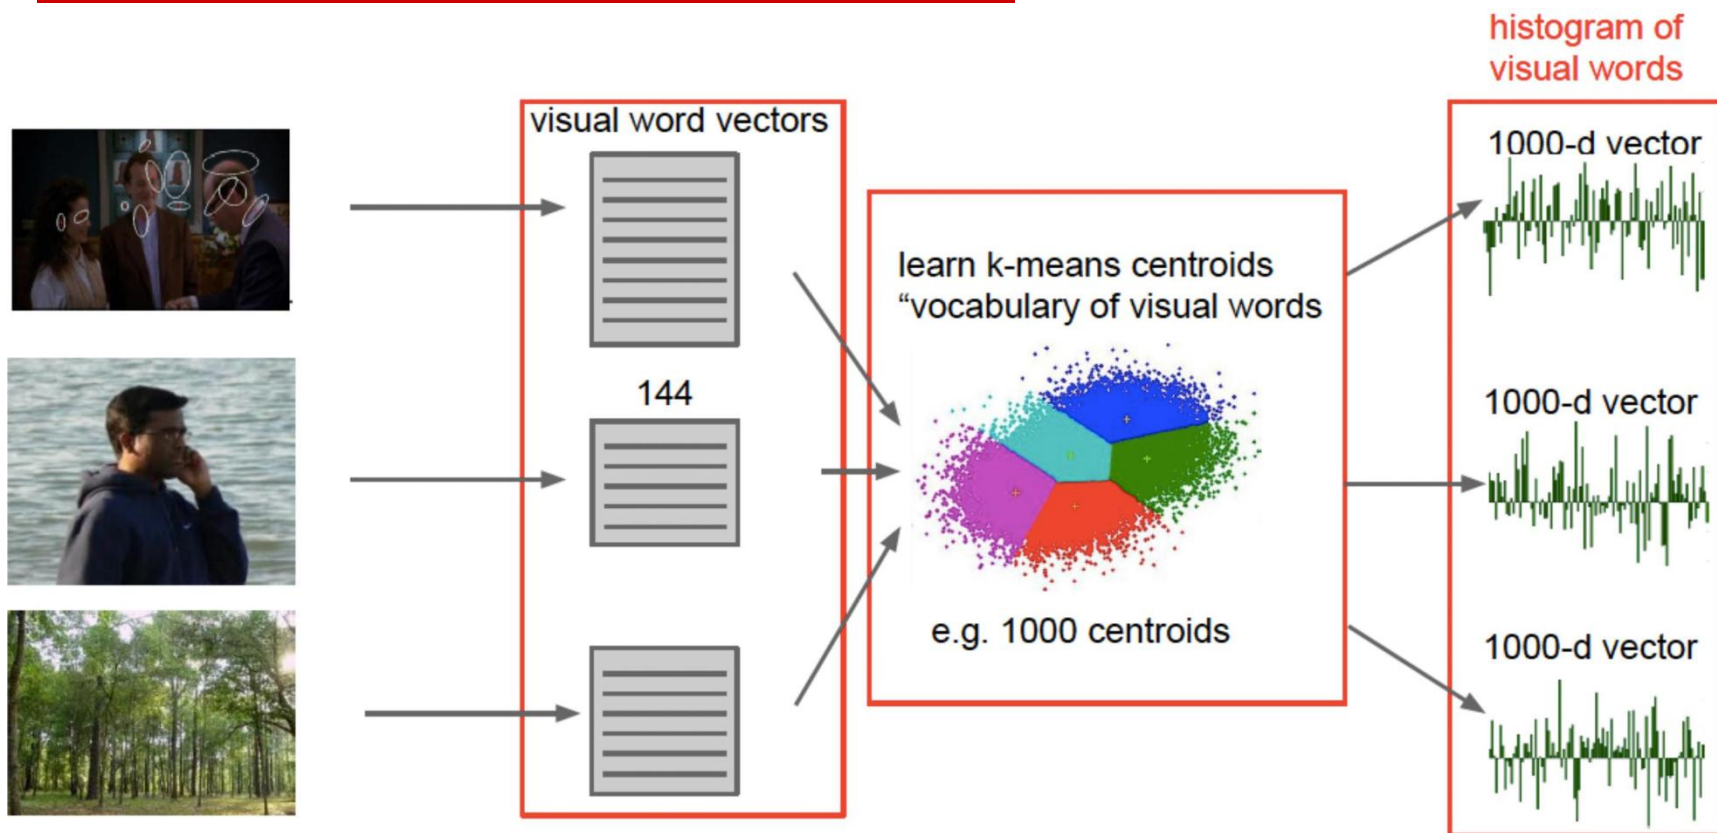 histogram of
visual words
visual word vectors
144
learn k-means centroids
“vocabulary of visual words
e.g. 1000 centroids
1000-d vector
1000-d vector
1000-d vector